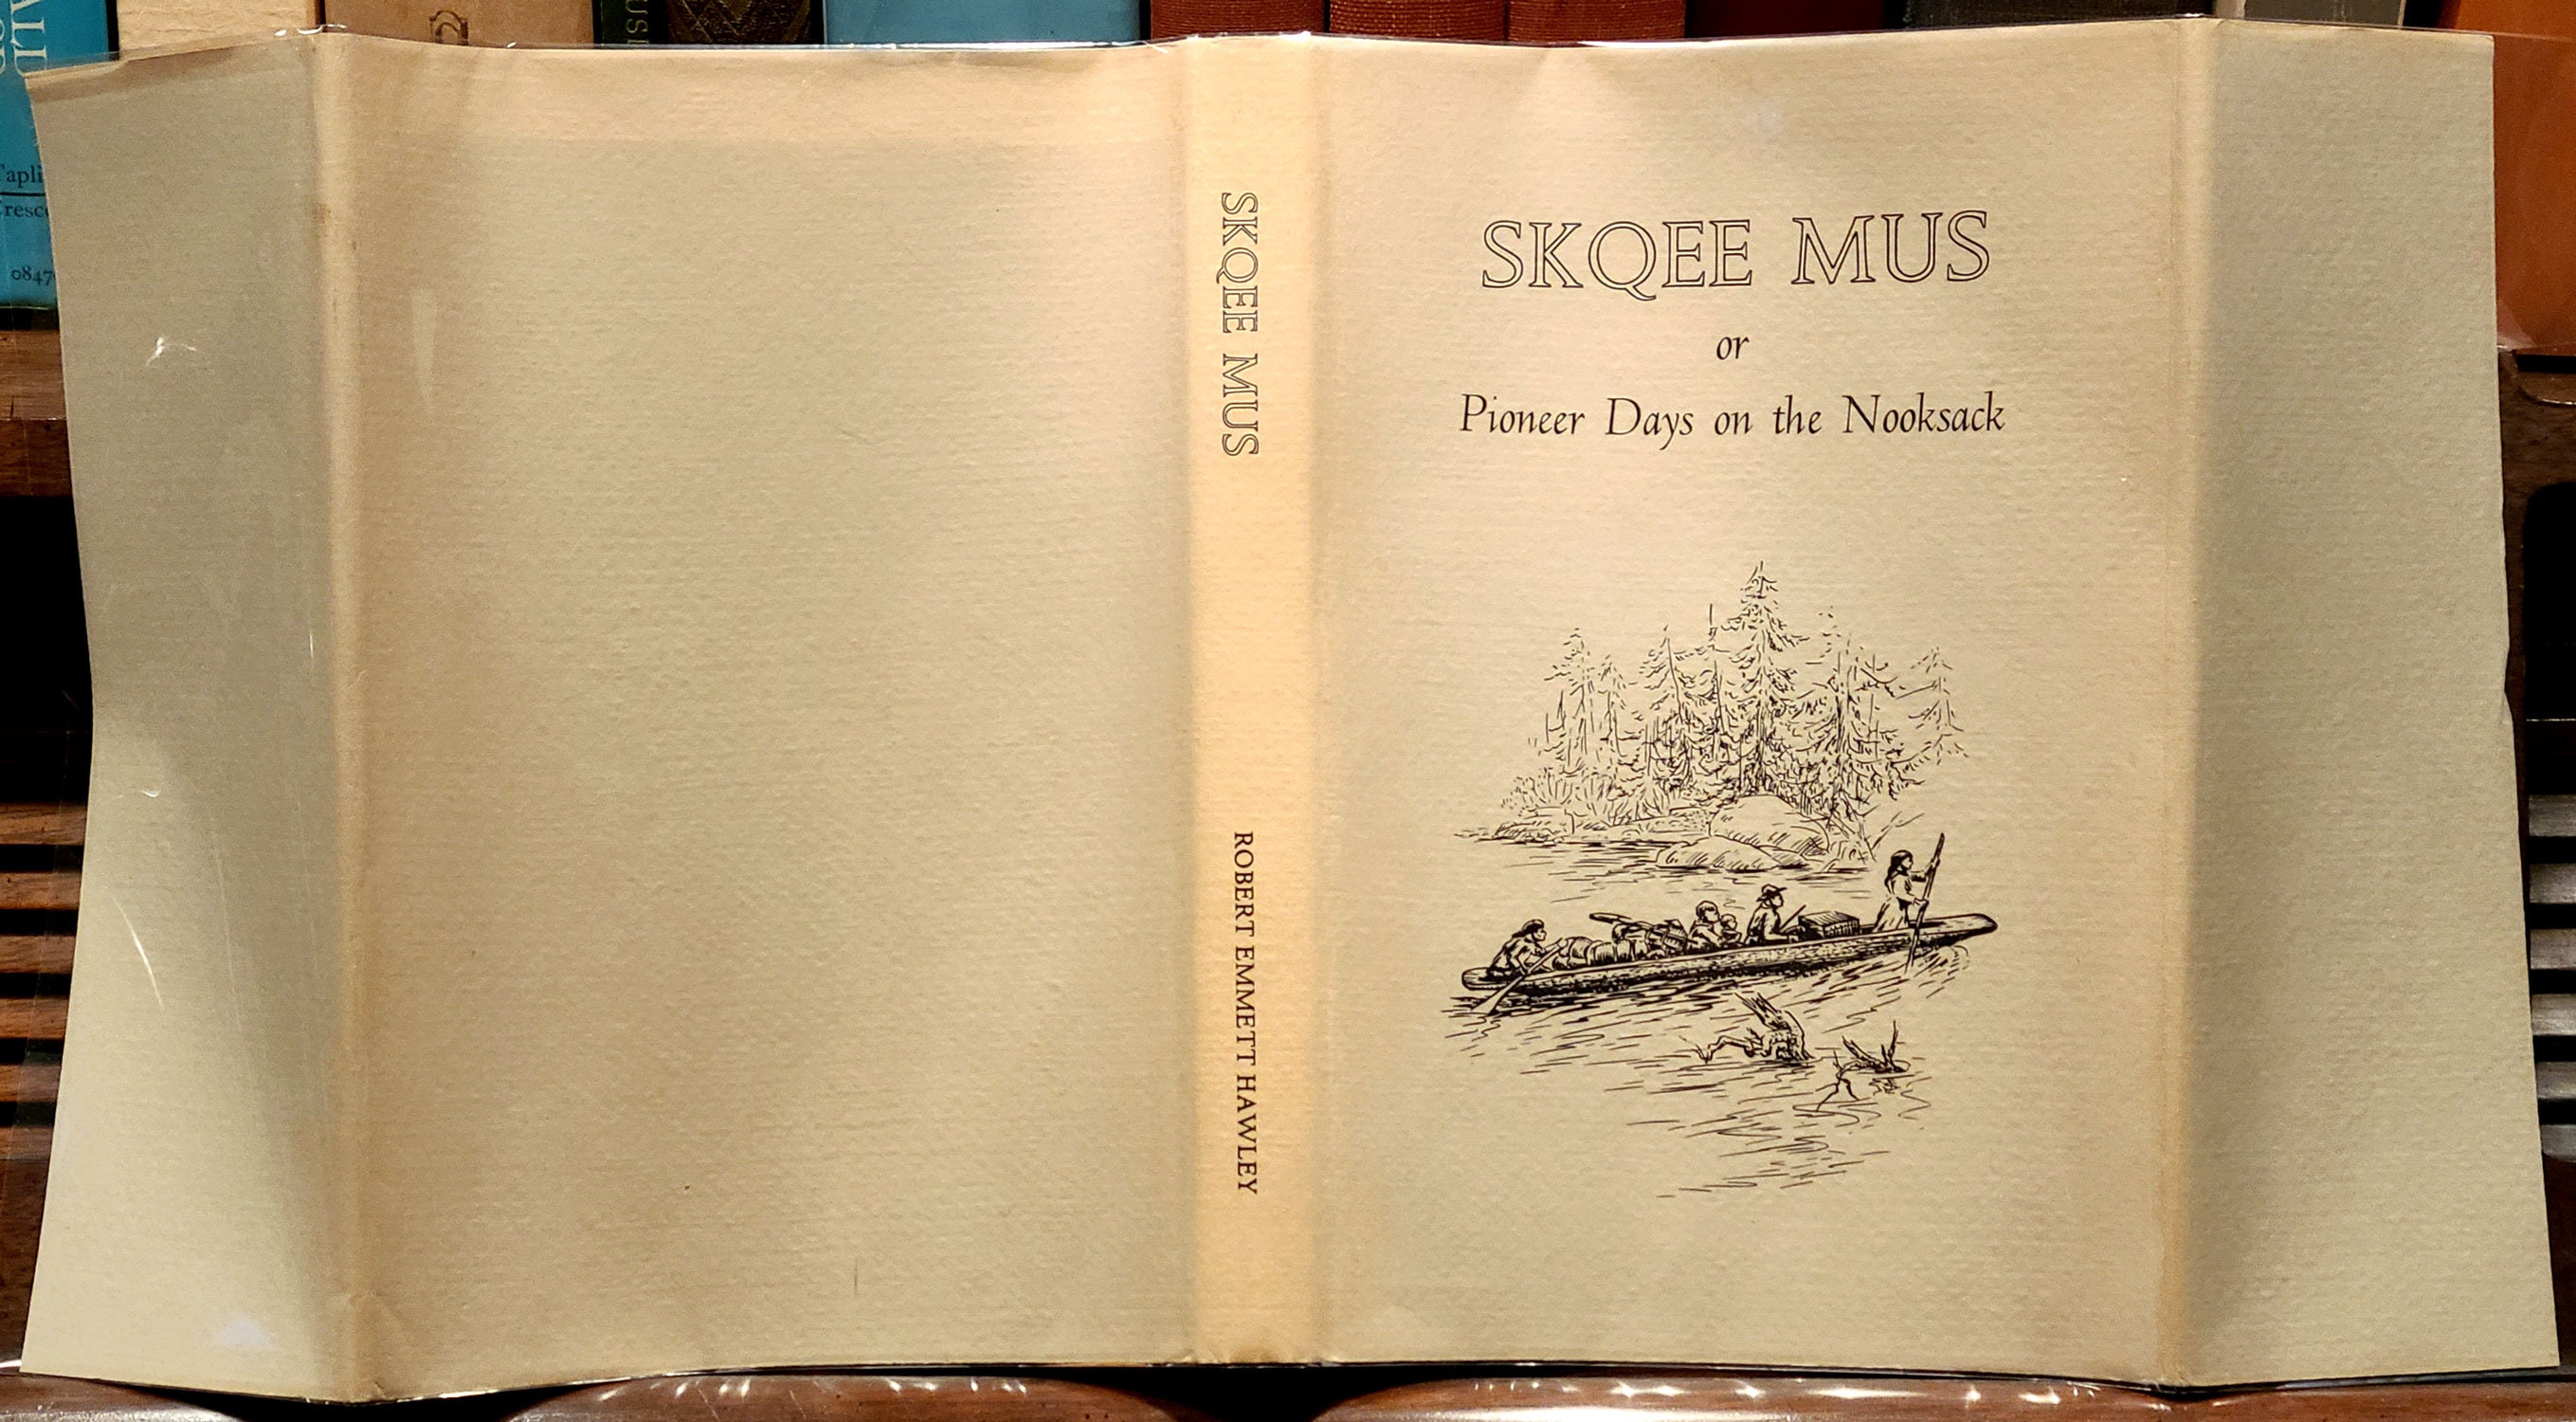 SKQEE MUS
ROBERT EMMETT HAWLEY
SKQEE MUS
or
Pioneer Days on the Nooksack